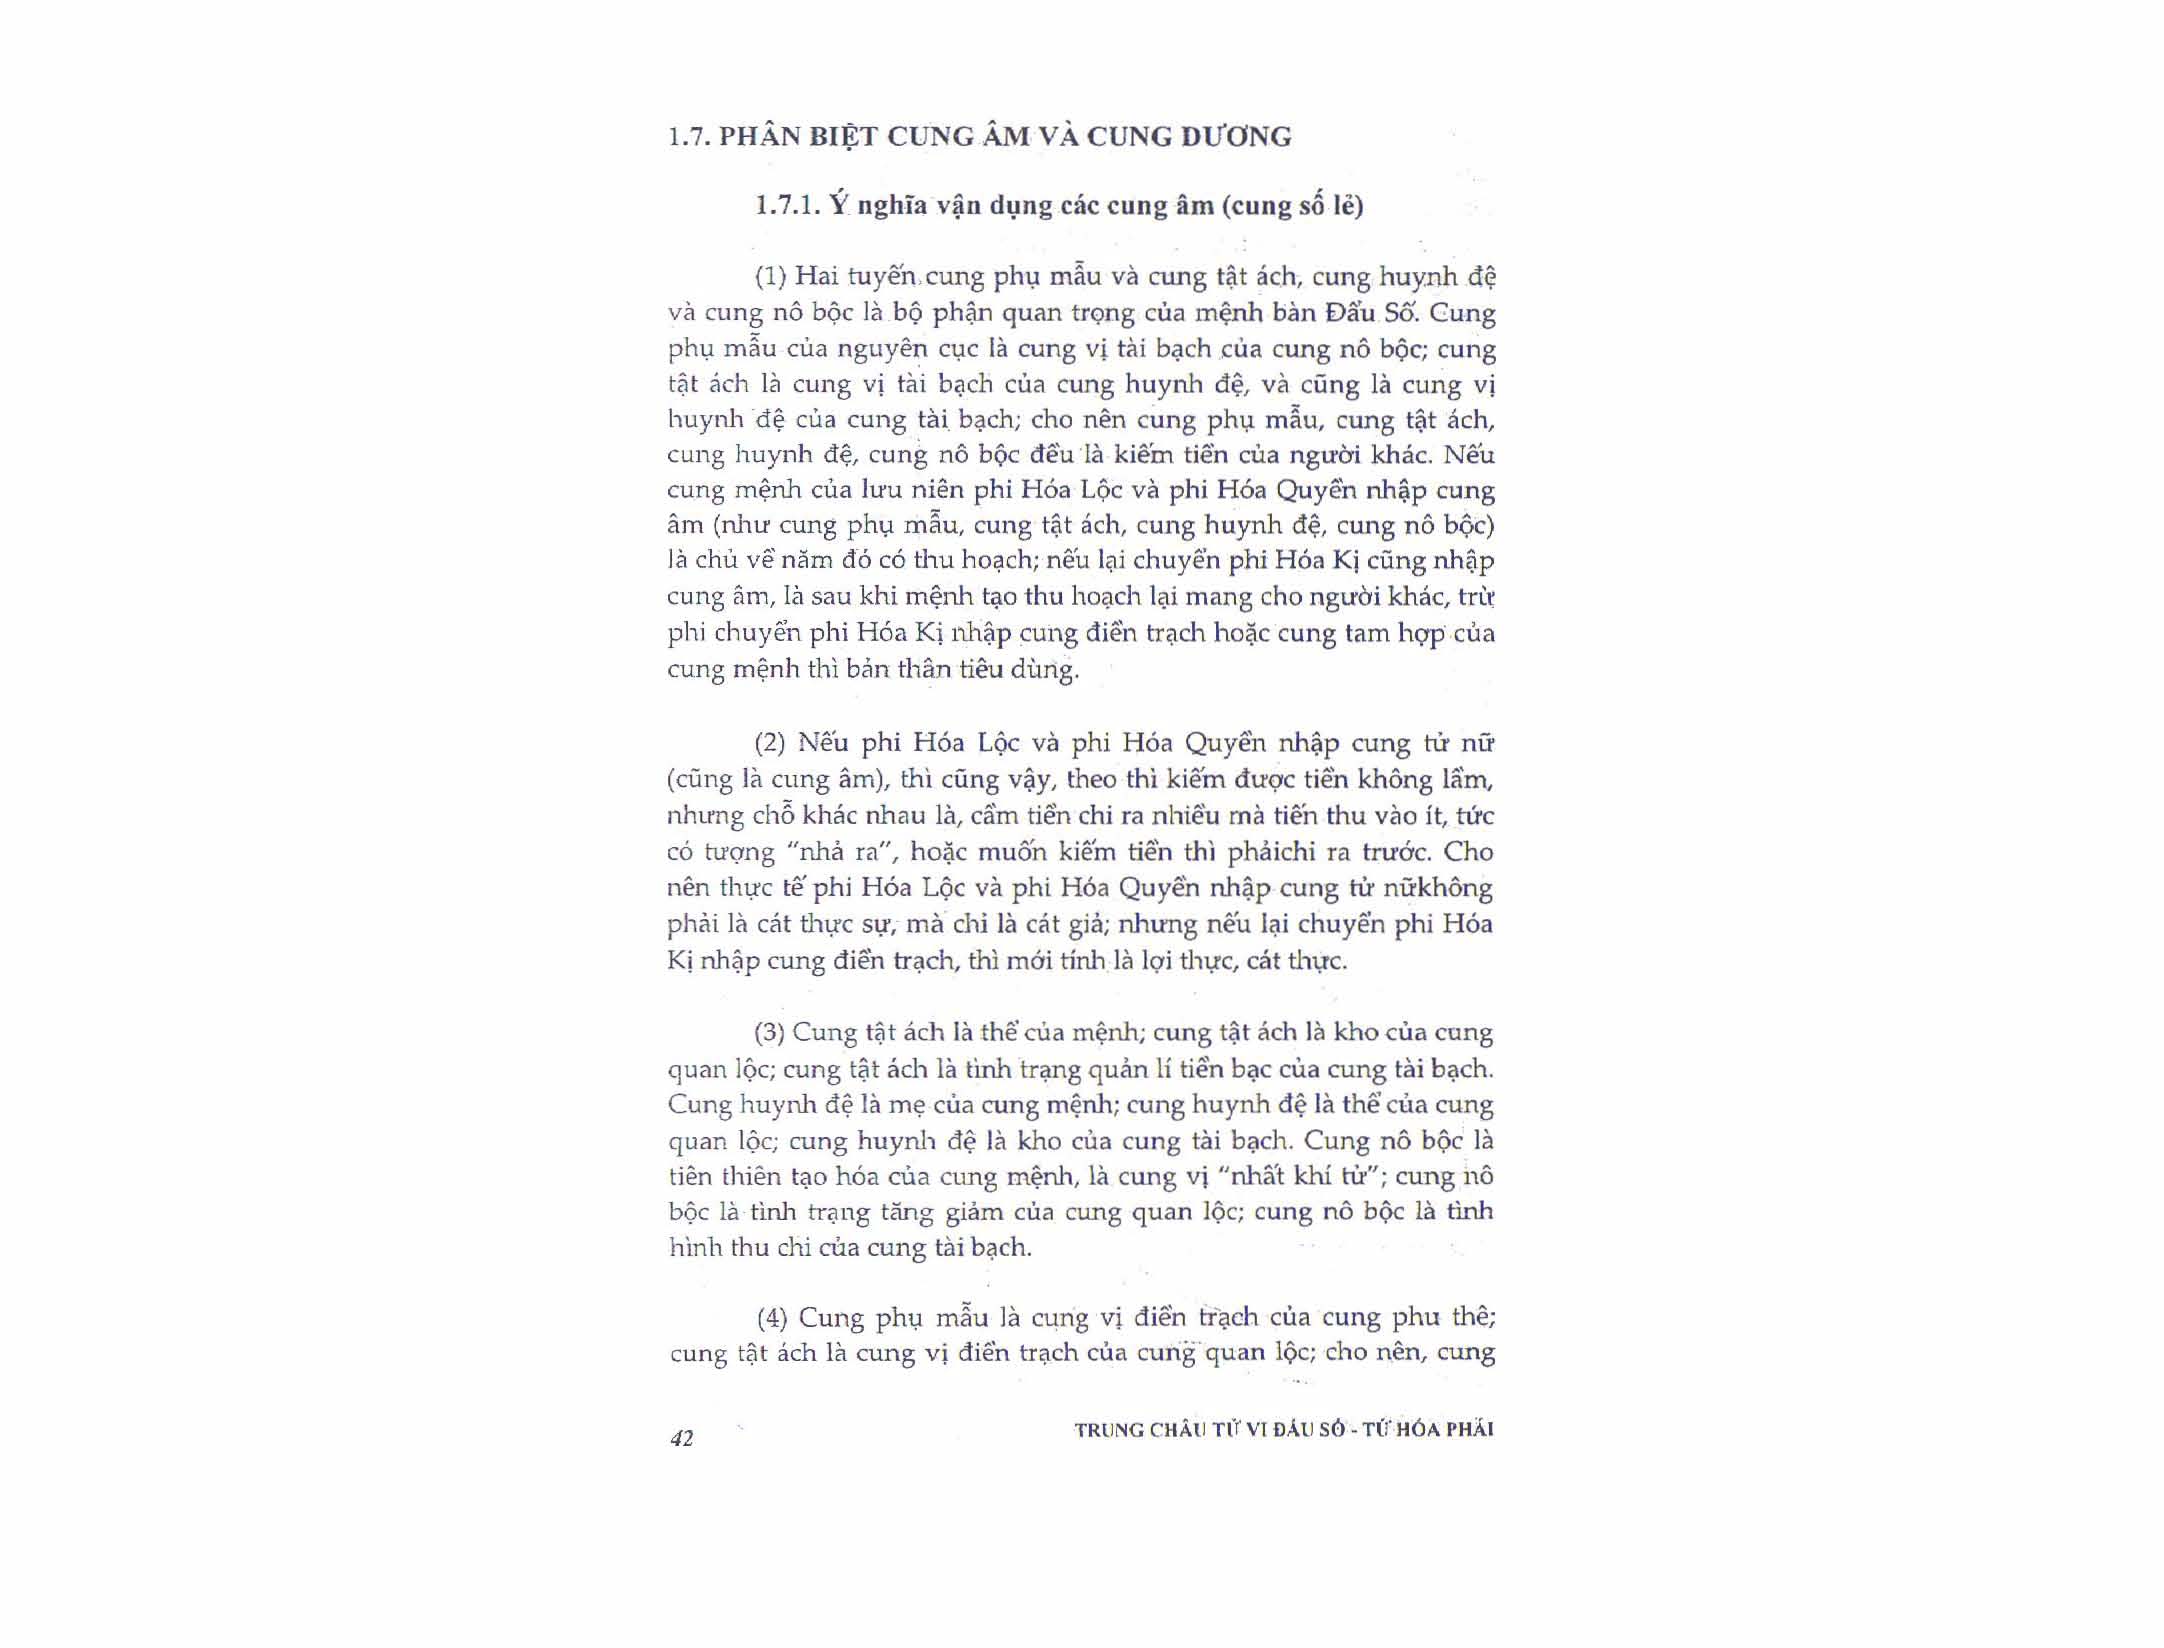 1.7. PHÂN BIỆT CUNG ÂM VÀ CUNG DƯƠNG
1.7.1. Ý nghĩa vận dụng các cung âm (cung số lẻ)
(1) Hai tuyến cung phụ mẫu và cung tật ách, cung huynh đệ
và cung nô bộc là bộ phận quan trọng của mệnh bàn Đẩu Số. Cung
phụ mẫu của nguyên cục là cung vị tài bạch của cung nô bộc; cung
tật ách là cung vị tài bạch của cung huynh đệ, và cũng là cung vị
huynh đệ của cung tài bạch; cho nên cung phụ mẫu, cung tật ách,
cung huynh đệ, cung nô bộc đều là kiếm tiền của người khác. Nếu
cung mệnh của lưu niên phi Hóa Lộc và phi Hóa Quyền nhập cung
âm (như cung phụ mẫu, cung tật ách, cung huynh đệ, cung nô bộc)
là chủ về năm đó có thu hoạch; nếu lại chuyển phi Hóa Kị cũng nhập
cung âm, là sau khi mệnh tạo thu hoạch lại mang cho người khác, trừ
phi chuyển phi Hóa Kị nhập cung điền trạch hoặc cung tam hợp của
cung mệnh thì bản thân tiêu dùng.
(2) Nếu phi Hóa Lộc và phi Hóa Quyền nhập cung tử nữ
(cũng là cung âm), thì cũng vậy, theo thì kiếm được tiền không lầm,
nhưng chỗ khác nhau là, cầm tiền chi ra nhiều mà tiến thu vào ít, tức
có tượng "nhả ra", hoặc muốn kiếm tiền thì phảichi ra trước. Cho
nên thực tế phi Hóa Lộc và phi Hóa Quyền nhập cung tử nữkhông
phải là cát thực sự, mà chỉ là cát giả; nhưng nếu lại chuyển phi Hóa
Kị nhập cung điền trạch, thì mới tính là lợi thực, cát thực.
(3) Cung tật ách là thể của mệnh; cung tật ách là kho của cung
quan lộc; cung tật ách là tình trạng quản lí tiền bạc của cung tài bạch.
Cung huynh đệ là mẹ của cung mệnh; cung huynh đệ là thể của cung
quan lộc; cung huynh đệ là kho của cung tài bạch. Cung nô bộc là
tiên thiên tạo hóa của cung mệnh, là cung vị "nhất khí tử"; cung nô
bộc là tình trạng tăng giảm của cung quan lộc; cung nô bộc là tình
hình thu chi của cung tài bạch.
(4) Cung phụ mẫu là cung vị điền trạch của cung phu thê;
cung tật ách là cung vị điền trạch của cung quan lộc; cho nên, cung
42
TRUNG CHÂU TỬ VI ĐẨU SỐ - TỨ HÓA PHÁI